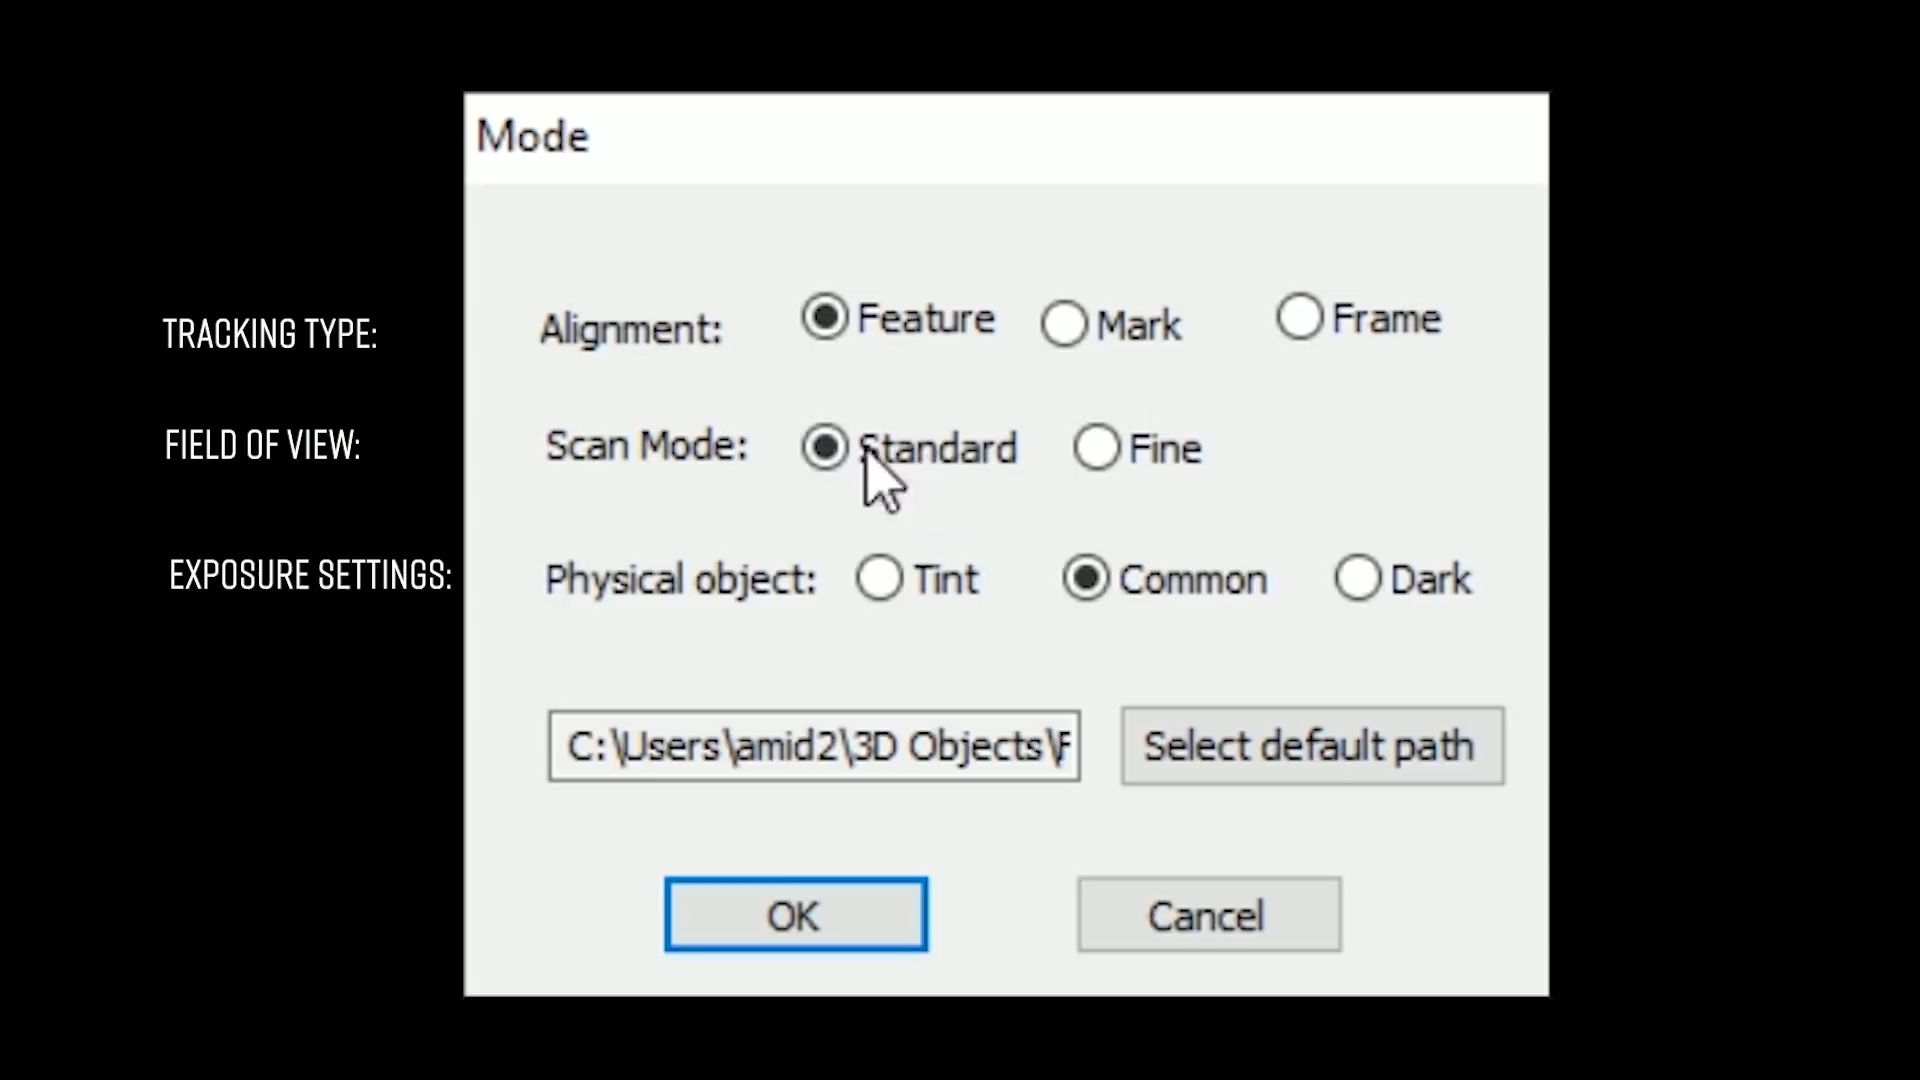 Mode
TRACKING TYPE: Alignment: Feature Mark Frame
FIELD OF VIEW: Scan Mode: Standard Fine
EXPOSURE SETTINGS: Physical object: Tint Common Dark
C:\Users\amid2\3D Objects\F Select default path
OK Cancel